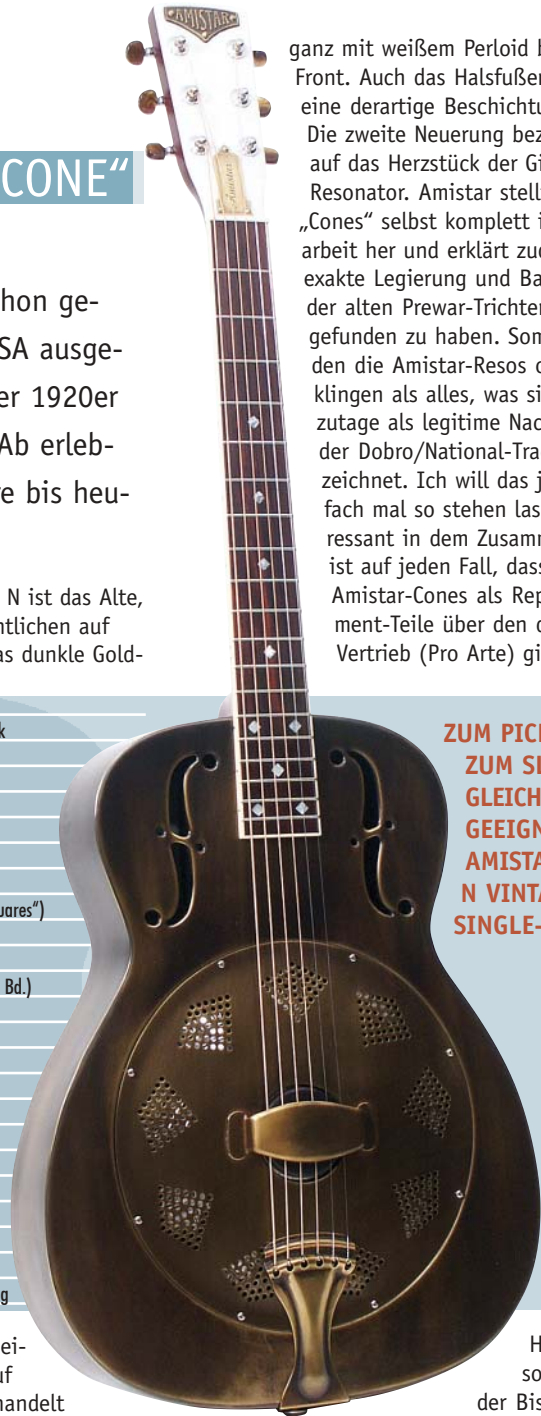 AMISTAR
Amistar
CONE“
hon ge-
SA ausge-
er 1920er
Ab erleb-
e bis heu-
N ist das Alte,
ntlichen auf
as dunkle Gold-
k
uares“)
Bd.)
g
ei-
uf
handelt
ganz mit weißem Perloid b
Front. Auch das Halsfußen
eine derartige Beschichtu
Die zweite Neuerung bez
auf das Herzstück der Gi
Resonator. Amistar stell
„Cones“ selbst komplett i
arbeit her und erklärt zud
exakte Legierung und Ba
der alten Prewar-Trichter
gefunden zu haben. Som
den die Amistar-Resos d
klingen als alles, was si
zutage als legitime Nac
der Dobro/National-Tra
zeichnet. Ich will das j
fach mal so stehen las
ressant in dem Zusamm
ist auf jeden Fall, dass
Amistar-Cones als Rep
ment-Teile über den d
Vertrieb (Pro Arte) gi
ZUM PICK
ZUM SL
GLEICH
GEEIGN
AMISTA
N VINTA
SINGLE-
H
so
der Bis